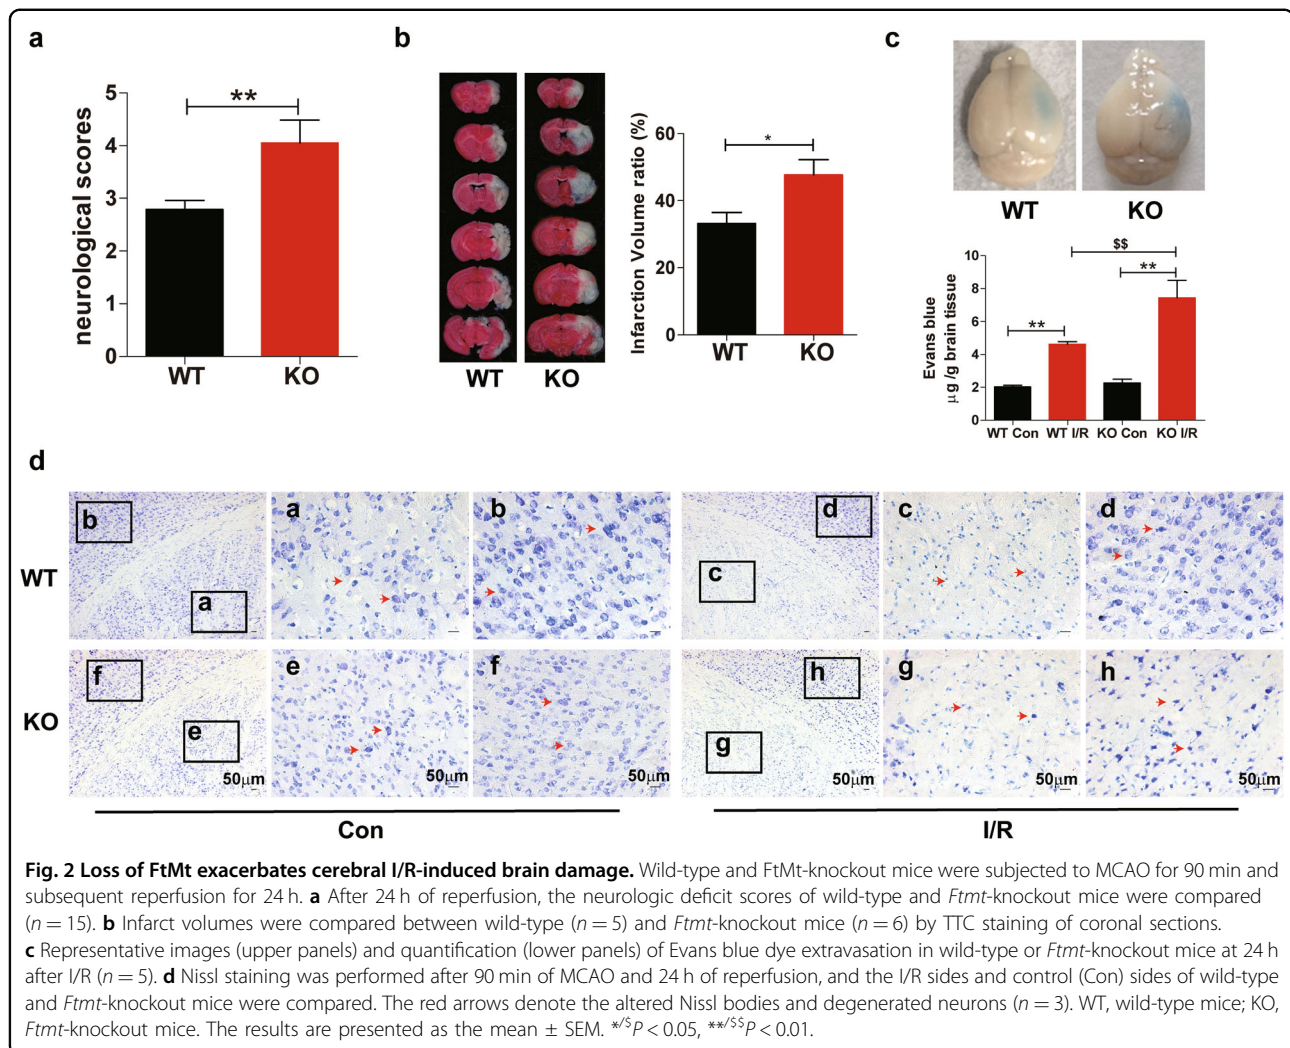 a
b
c
neurological scores
5
4
3
2
1
0
**
WT
KO
WT
KO
Infarction Volume ratio (%)
60
40
20
0
*
WT
KO
WT
KO
Evans blue
μg /g brain tissue
10
8
6
4
2
0
$$
**
**
WT Con
WT I/R
KO Con
KO I/R
d
WT
b
a
a
b
d
c
c
d
KO
f
e
50μm
e
50μm
f
50μm
h
g
50μm
g
50μm
h
50μm
Con
I/R
Fig. 2 Loss of FtMt exacerbates cerebral I/R-induced brain damage. Wild-type and FtMt-knockout mice were subjected to MCAO for 90 min and
subsequent reperfusion for 24 h. a After 24 h of reperfusion, the neurologic deficit scores of wild-type and Ftmt-knockout mice were compared
(n = 15). b Infarct volumes were compared between wild-type (n = 5) and Ftmt-knockout mice (n = 6) by TTC staining of coronal sections.
c Representative images (upper panels) and quantification (lower panels) of Evans blue dye extravasation in wild-type or Ftmt-knockout mice at 24 h
after I/R (n = 5). d Nissl staining was performed after 90 min of MCAO and 24 h of reperfusion, and the I/R sides and control (Con) sides of wild-type
and Ftmt-knockout mice were compared. The red arrows denote the altered Nissl bodies and degenerated neurons (n = 3). WT, wild-type mice; KO,
Ftmt-knockout mice. The results are presented as the mean ± SEM. */$P < 0.05, **/$$P < 0.01.